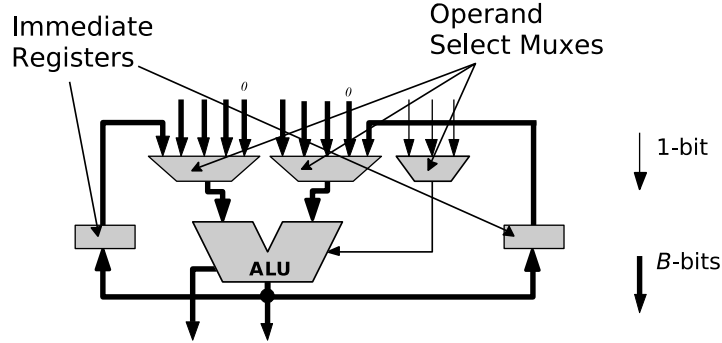 Immediate
Registers
Operand
Select Muxes
0
0
1-bit
B-bits
ALU